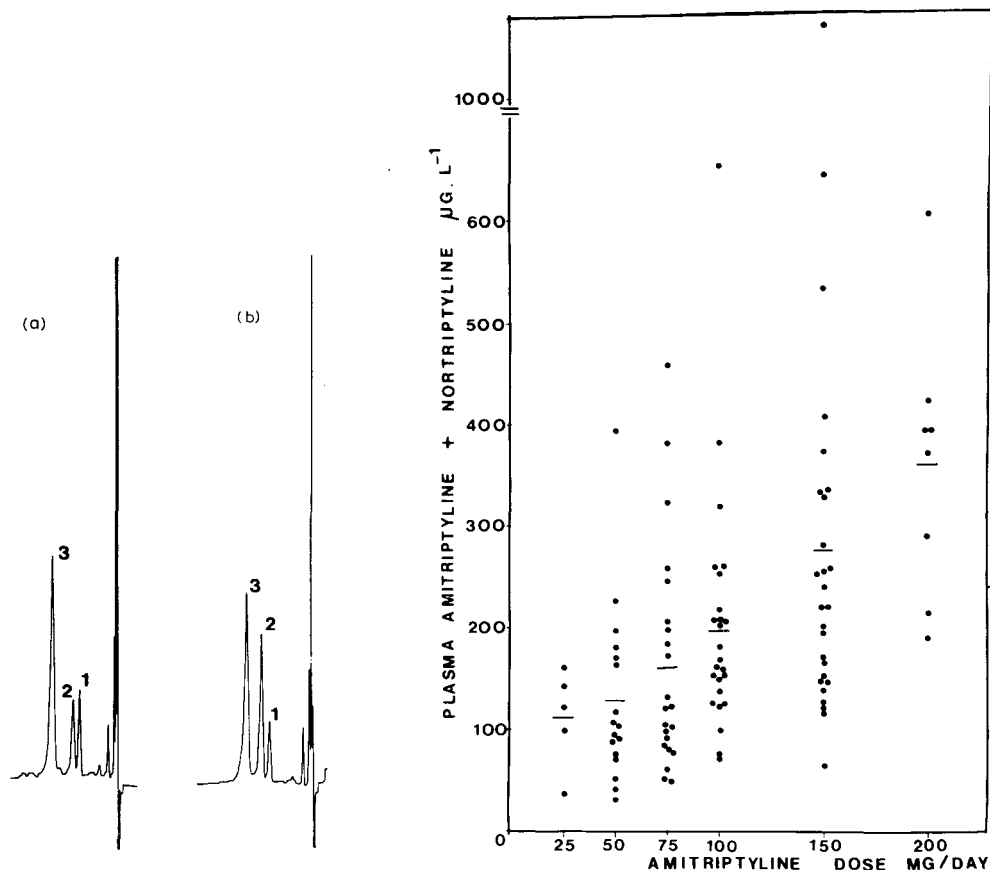 (a)
3
2
1
(b)
3
2
1
PLASMA AMITRIPTYLINE + NORTRIPTYLINE µG.L⁻¹
1000
600
500
400
300
200
100
0
25 50 75 100 150 200
AMITRIPTYLINE DOSE MG/DAY